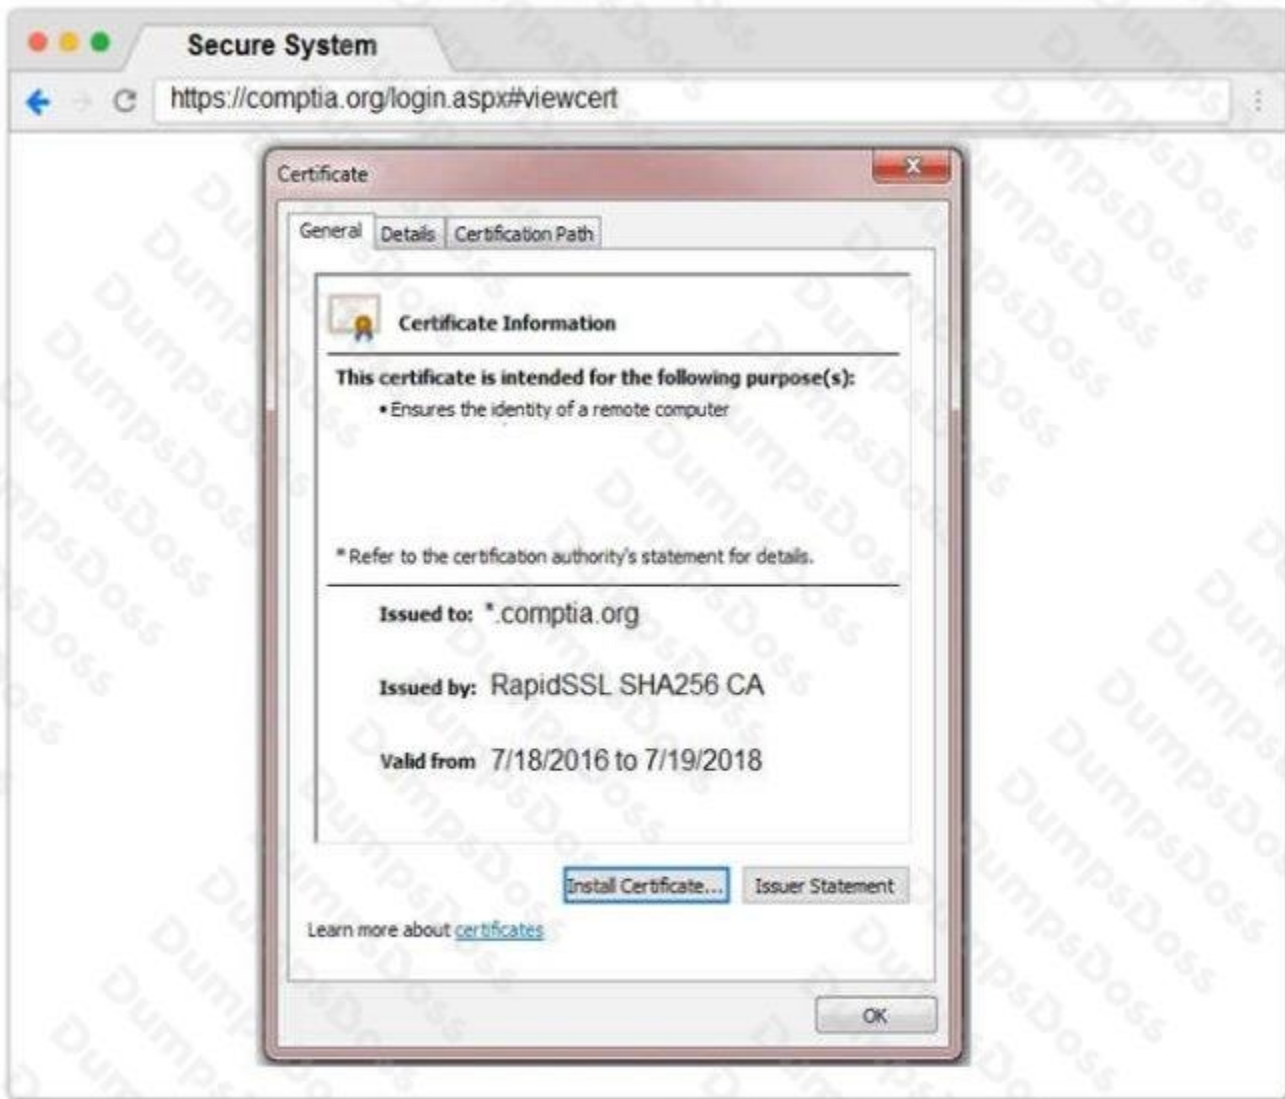 Secure System
https://comptia.org/login.aspx#viewcert
Certificate
General Details Certification Path
Certificate Information
This certificate is intended for the following purpose(s):
• Ensures the identity of a remote computer
* Refer to the certification authority's statement for details.
Issued to: *.comptia.org
Issued by: RapidSSL SHA256 CA
Valid from 7/18/2016 to 7/19/2018
Install Certificate... Issuer Statement
Learn more about certificates
OK
DumpsDoss